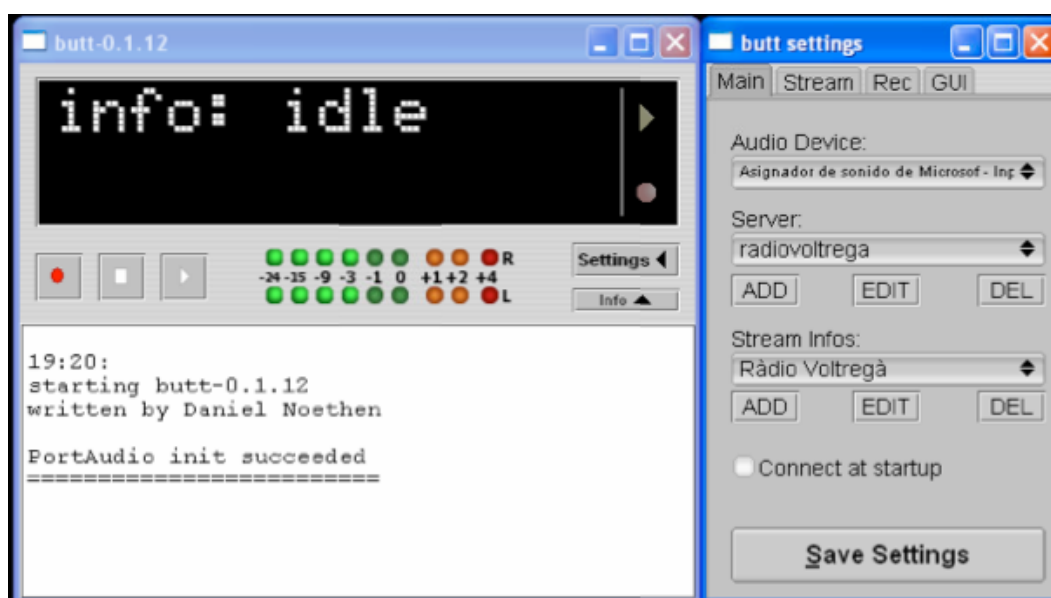 butt-0.1.12
info: idle
R
-24 -15 -9 -3 -1 0 +1 +2 +4
L
Settings
Info
19:20:
starting butt-0.1.12
written by Daniel Noethen
PortAudio init succeeded
===========================
butt settings
Main Stream Rec GUI
Audio Device:
Asignador de sonido de Microsof - Inp
Server:
radiovoltrega
ADD EDIT DEL
Stream Infos:
Ràdio Voltregà
ADD EDIT DEL
Connect at startup
Save Settings